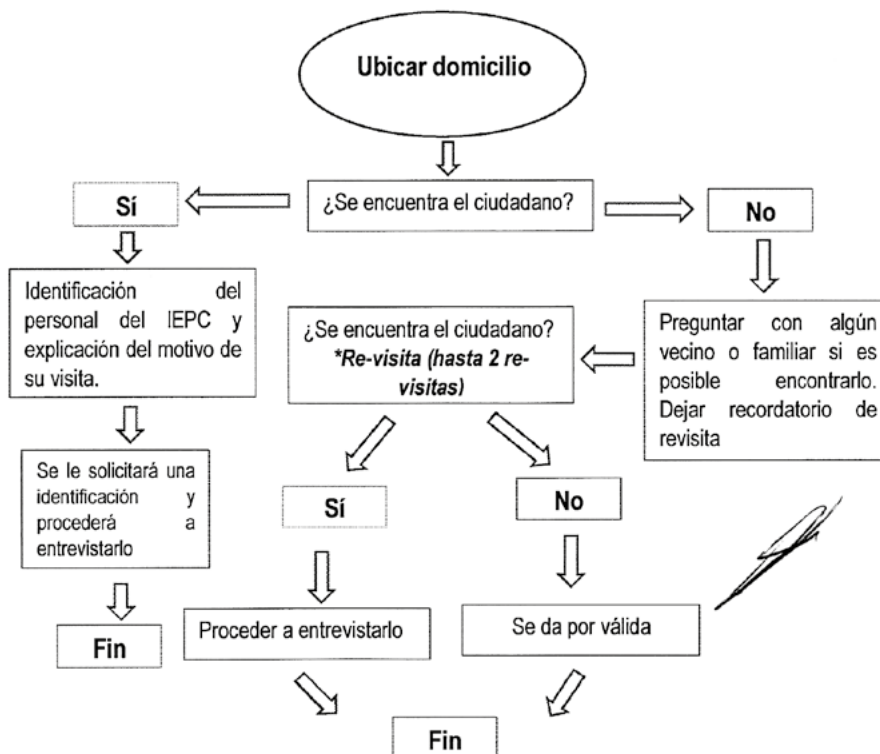 Ubicar domicilio
¿Se encuentra el ciudadano?
Sí
No
Identificación del
personal del IEPC y
explicación del motivo de
su visita.
¿Se encuentra el ciudadano?
*Re-visita (hasta 2 re-
visitas)
Preguntar con algún
vecino o familiar si es
posible encontrarlo.
Dejar recordatorio de
revisita
Se le solicitará una
identificación y
procederá a
entrevistarlo
Sí
No
Fin
Proceder a entrevistarlo
Se da por válida
Fin